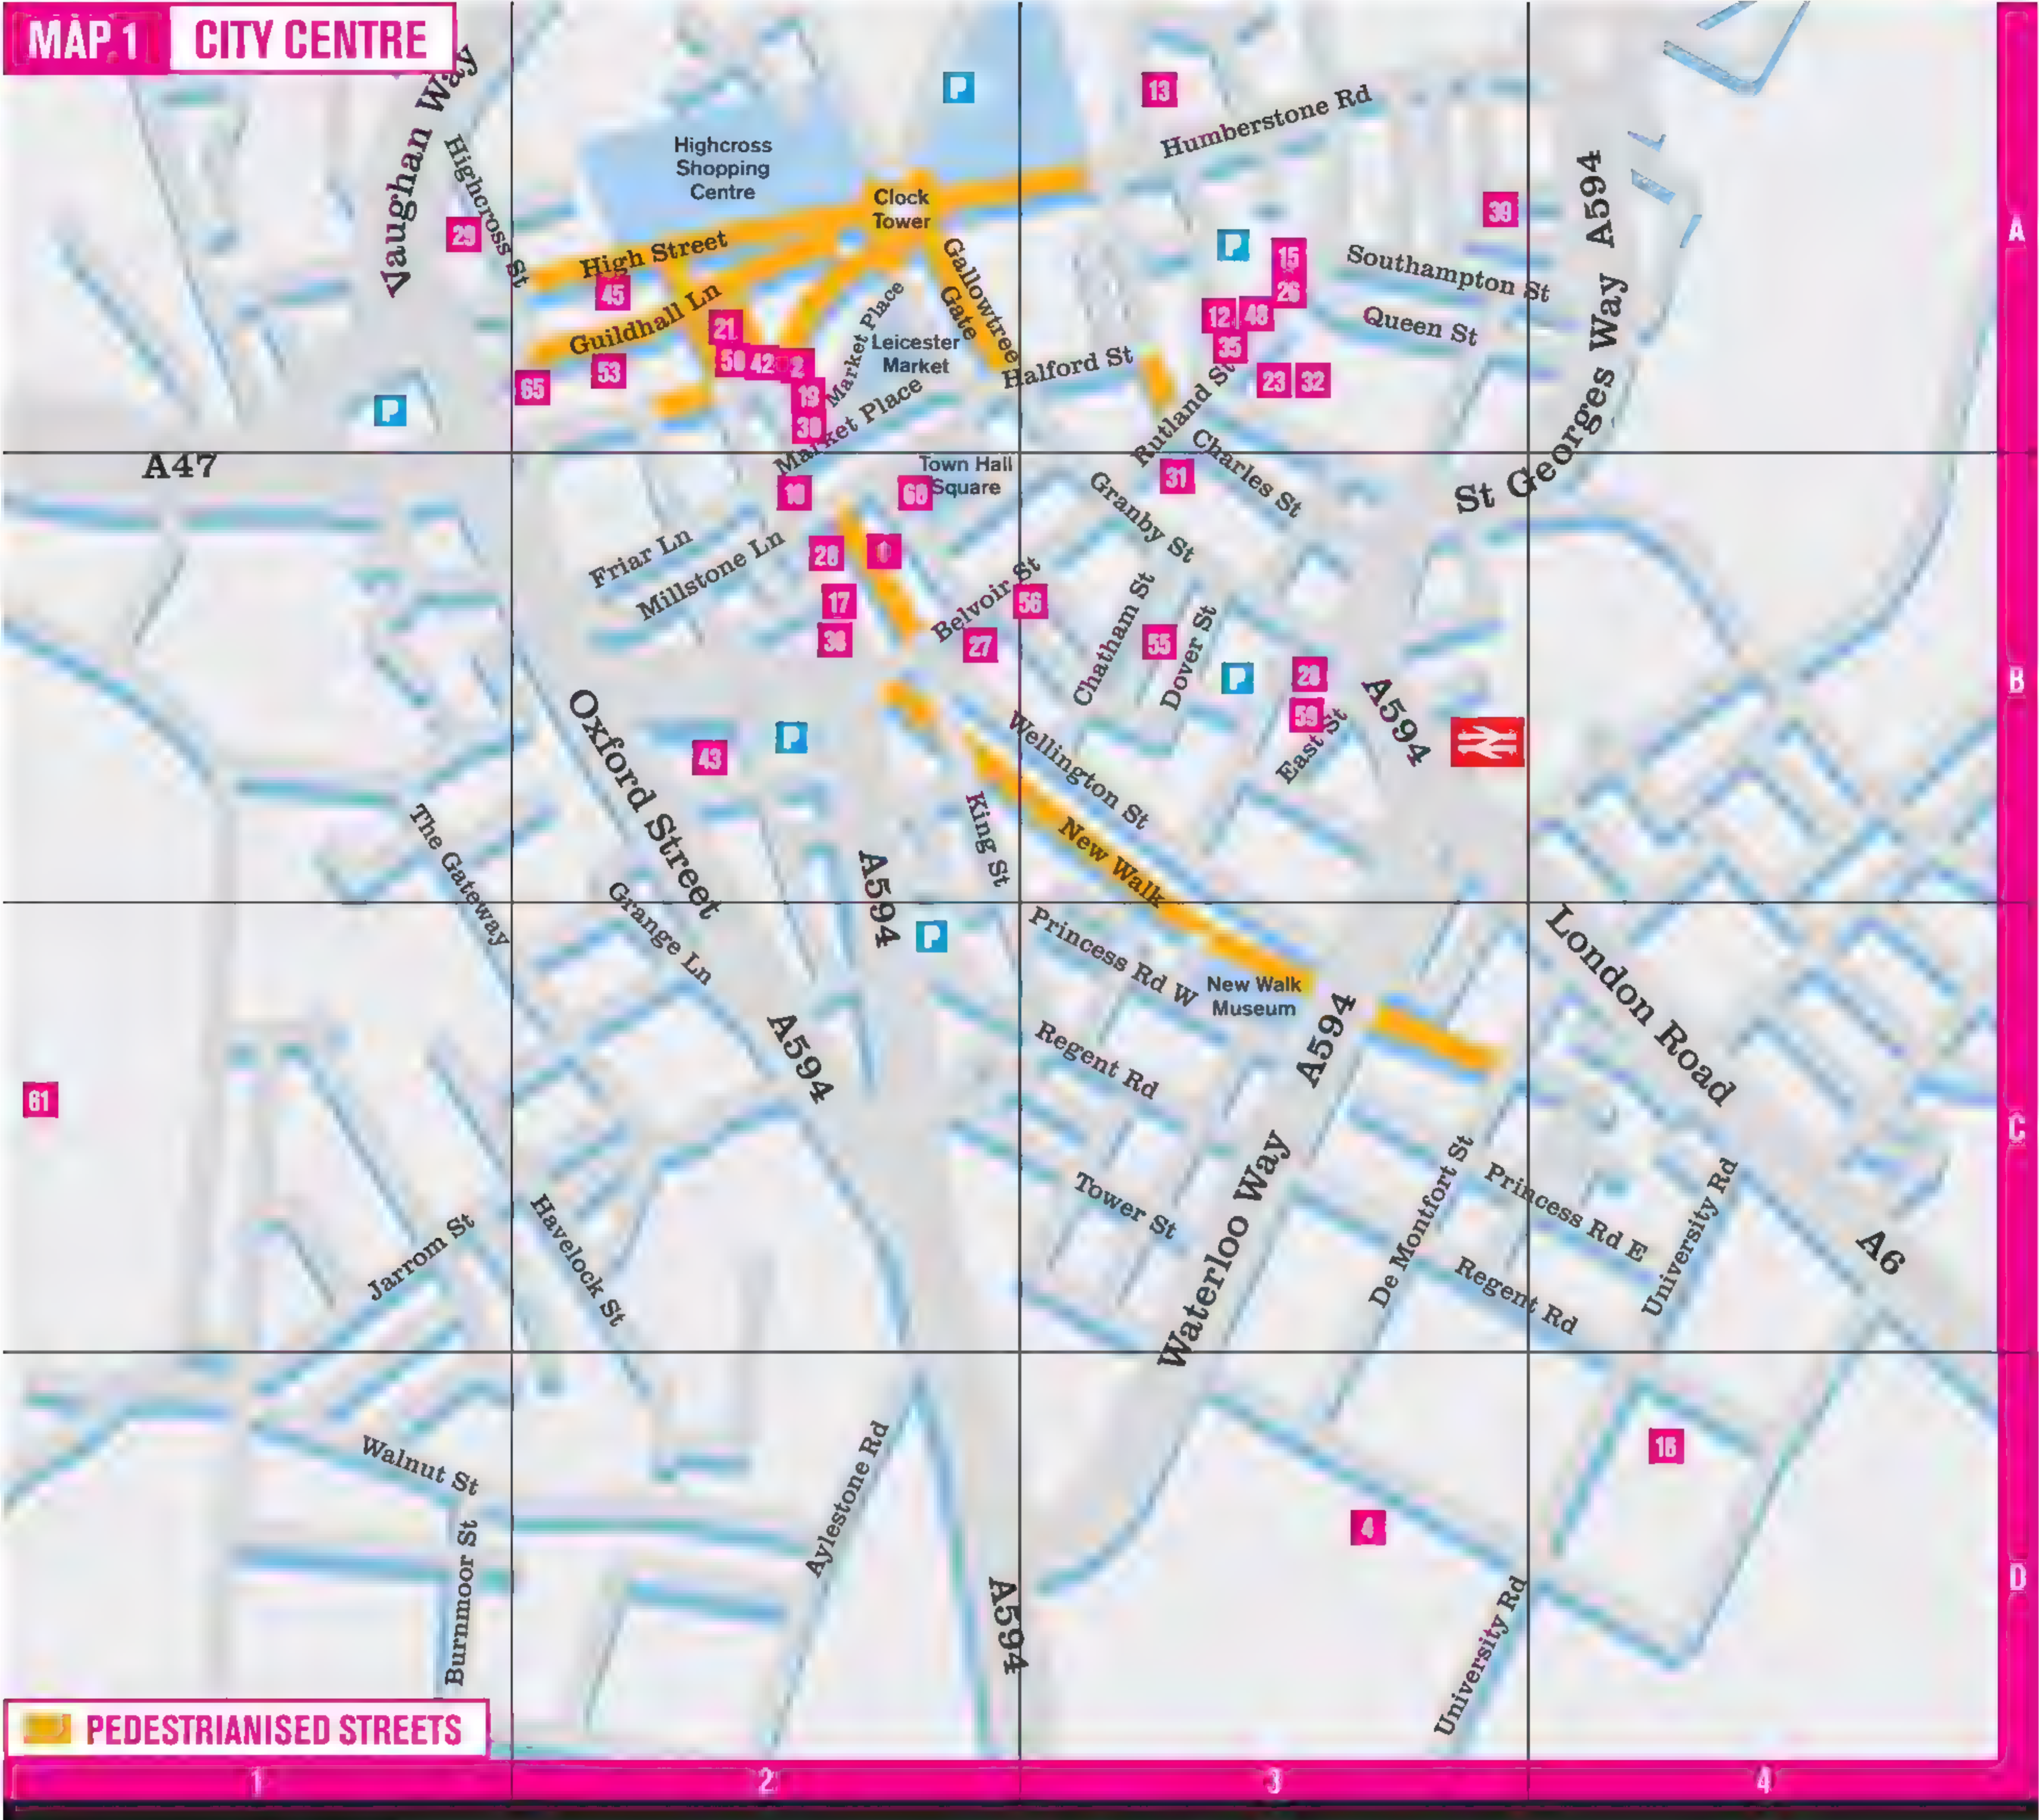 MAP 1 CITY CENTRE
Vaughan Way
Highcross St
Highcross
Shopping
Centre
P
13
Humberstone Rd
Clock
Tower
29
High Street
45
Guildhall Ln
21
50
42
2
19
Market Place
Leicester
Market
Gallowtree
Gate
Halford St
P
15
26
12
48
35
23
32
39
Southampton St
Queen St
A594
St Georges Way
A
53
65
P
Market Place
Rutland St
Charles St
A47
Town Hall
Square
31
Granby St
Friar Ln
Millstone Ln
17
Belvoir St
56
27
Chatham St
55
Dover St
P
59
East St
A594
B
Oxford Street
43
P
Wellington St
King St
New Walk
The Gateway
Grange Ln
A594
P
Princess Rd W
New Walk
Museum
London Road
A594
A594
Regent Rd
61
C
Tower St
Waterloo Way
De Montfort St
Princess Rd E
University Rd
A6
Regent Rd
Jarrom St
Havelock St
Walnut St
Burnmoor St
Aylestone Rd
A594
4
16
University Rd
D
PEDESTRIANISED STREETS
1
2
3
4